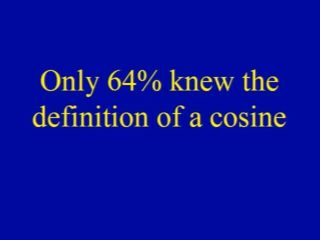 Only 64% knew the
definition of a cosine